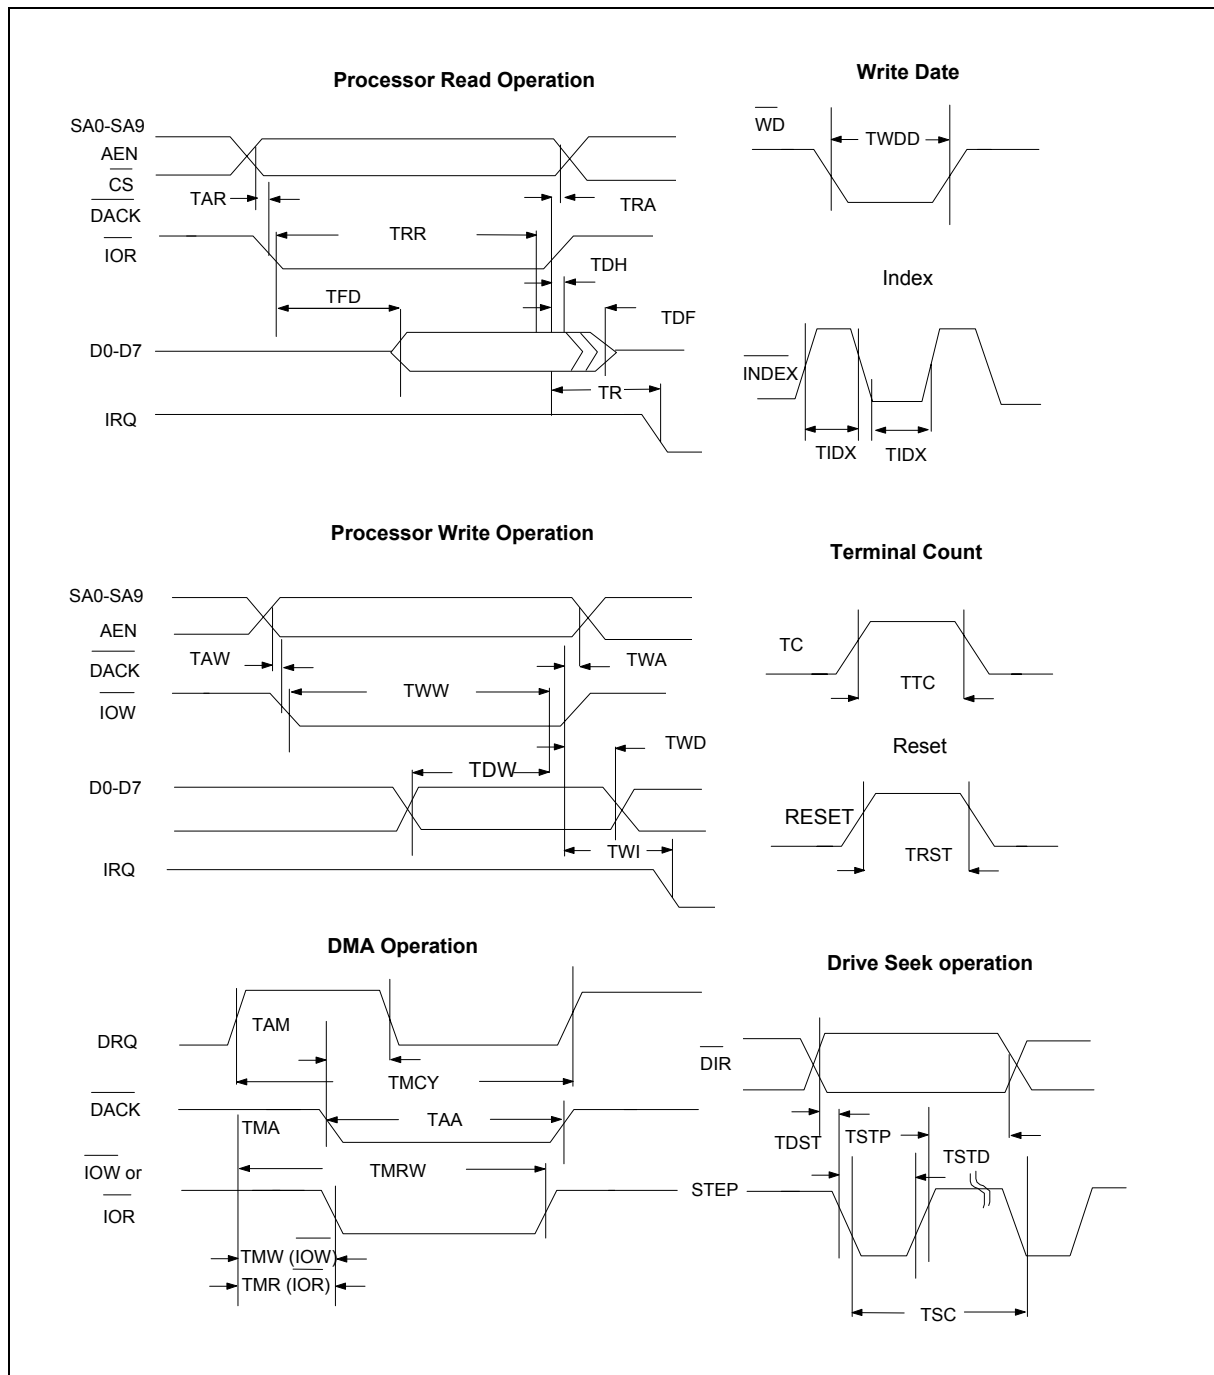 Processor Read Operation
SA0-SA9
AEN
CS
DACK
IOR
TAR
TRA
TRR
TDH
TFD
TDF
D0-D7
TR
IRQ
Write Date
WD
TWDD
Index
INDEX
TIDX
TIDX
Processor Write Operation
SA0-SA9
AEN
DACK
IOW
TAW
TWA
TWW
TWD
TDW
D0-D7
TWI
IRQ
Terminal Count
TC
TTC
Reset
RESET
TRST
DMA Operation
DRQ
TAM
TMCY
DACK
TMA
TAA
IOW or
IOR
TMRW
TMW (IOW)
TMR (IOR)
Drive Seek operation
DIR
TDST
TSTP
TSTD
STEP
TSC